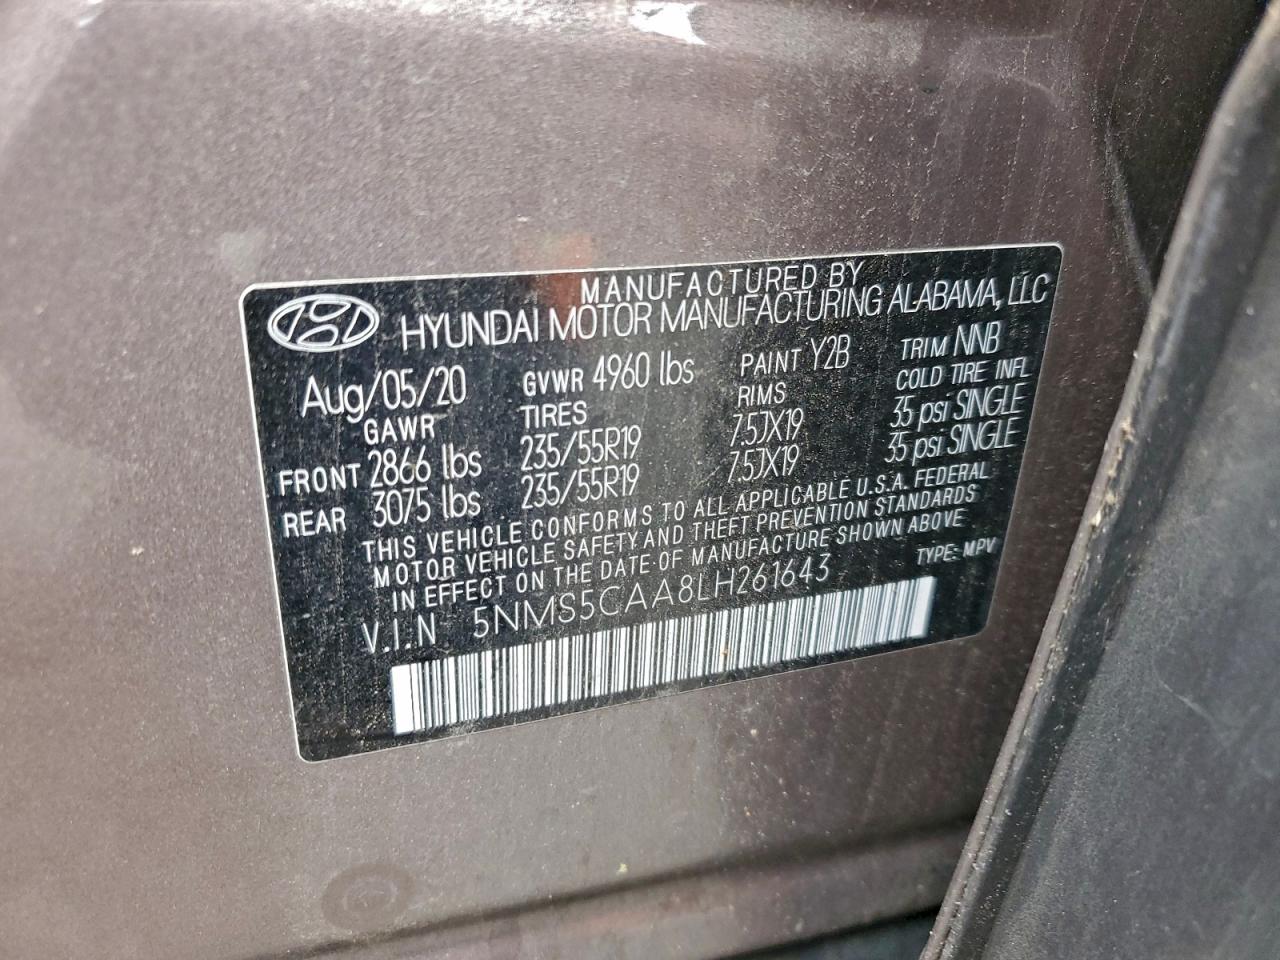 MANUFACTURED BY
HYUNDAI MOTOR MANUFACTURING ALABAMA, LLC
Aug/05/20 GVWR 4960 lbs PAINT Y2B TRIM NNB
GAWR TIRES RIMS COLD TIRE INFL
FRONT 2866 lbs 235/55R19 7.5JX19 35 psi SINGLE
REAR 3075 lbs 235/55R19 7.5JX19 35 psi SINGLE
THIS VEHICLE CONFORMS TO ALL APPLICABLE U.S.A. FEDERAL
MOTOR VEHICLE SAFETY AND THEFT PREVENTION STANDARDS
IN EFFECT ON THE DATE OF MANUFACTURE SHOWN ABOVE
V.I.N 5NMS5CAA8LH261643 TYPE: MPV